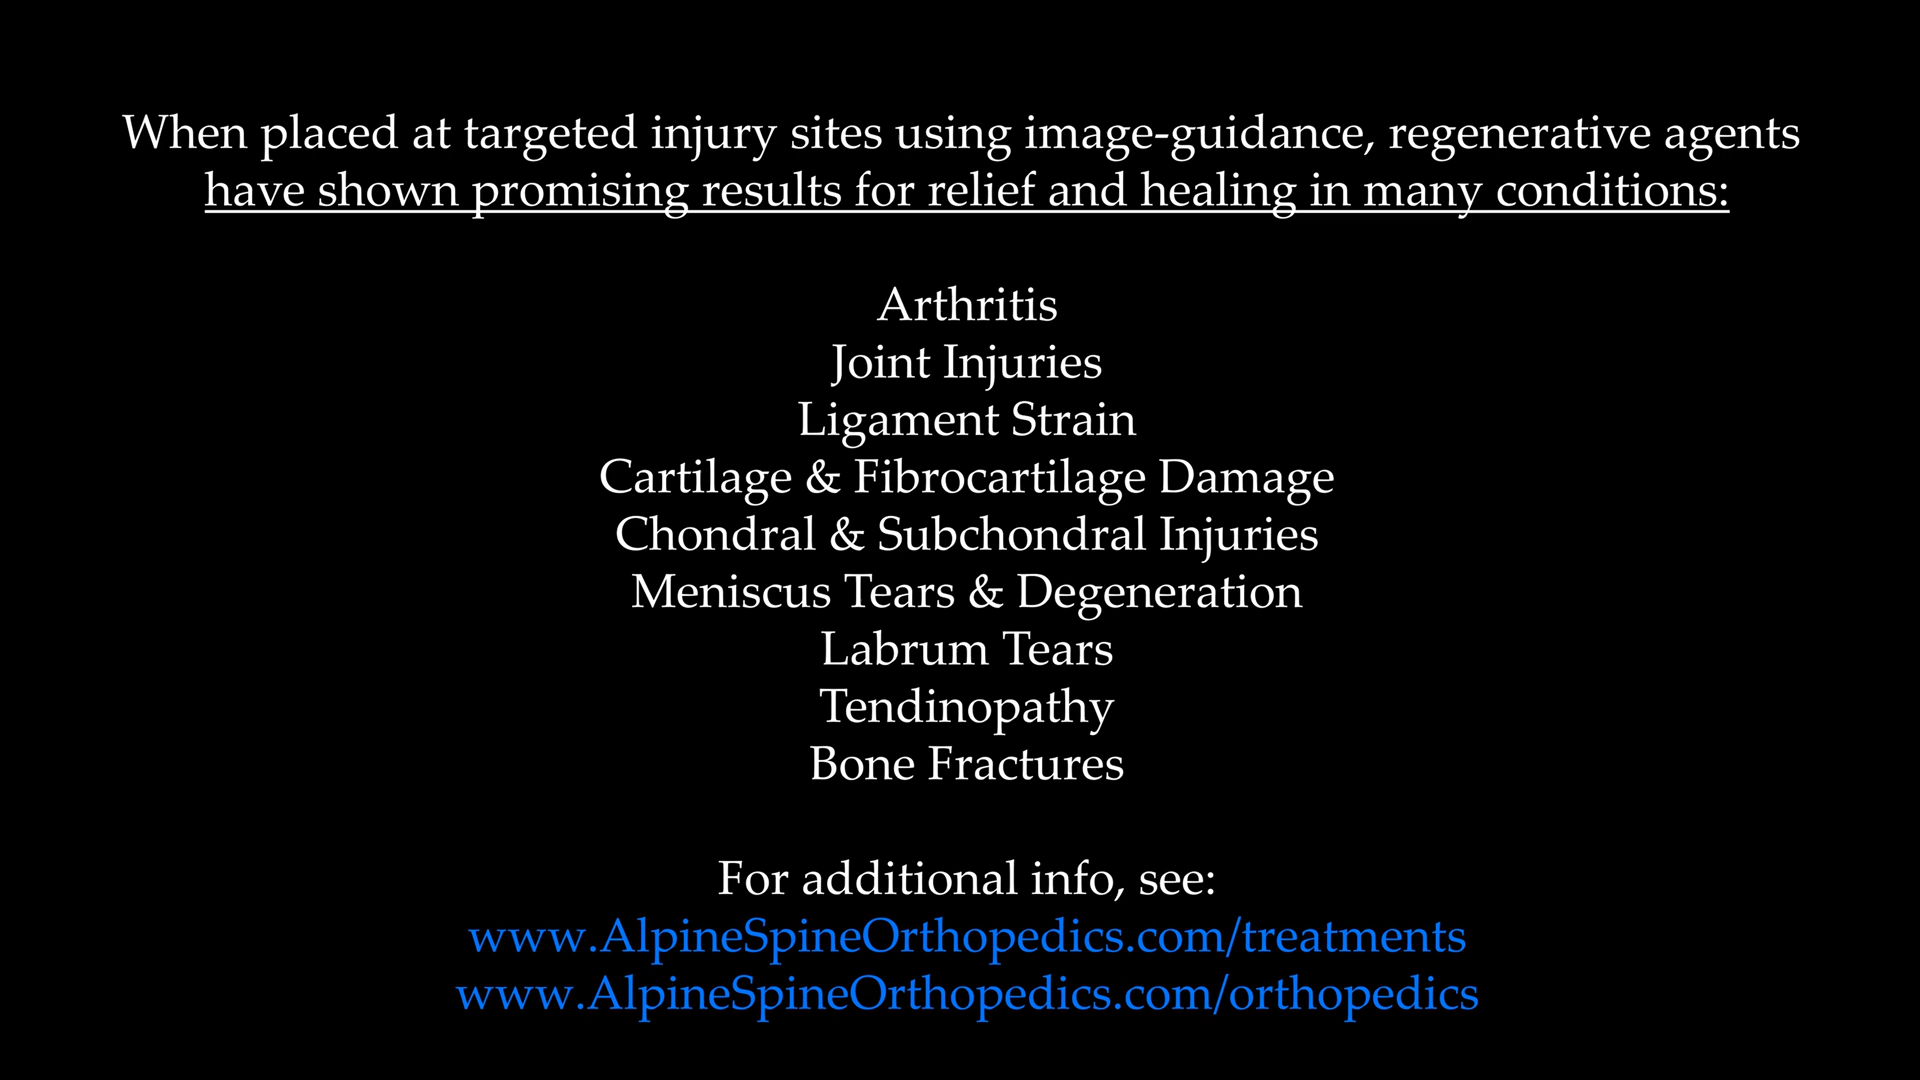 When placed at targeted injury sites using image-guidance, regenerative agents
have shown promising results for relief and healing in many conditions:
Arthritis
Joint Injuries
Ligament Strain
Cartilage & Fibrocartilage Damage
Chondral & Subchondral Injuries
Meniscus Tears & Degeneration
Labrum Tears
Tendinopathy
Bone Fractures
For additional info, see:
www.AlpineSpineOrthopedics.com/treatments
www.AlpineSpineOrthopedics.com/orthopedics